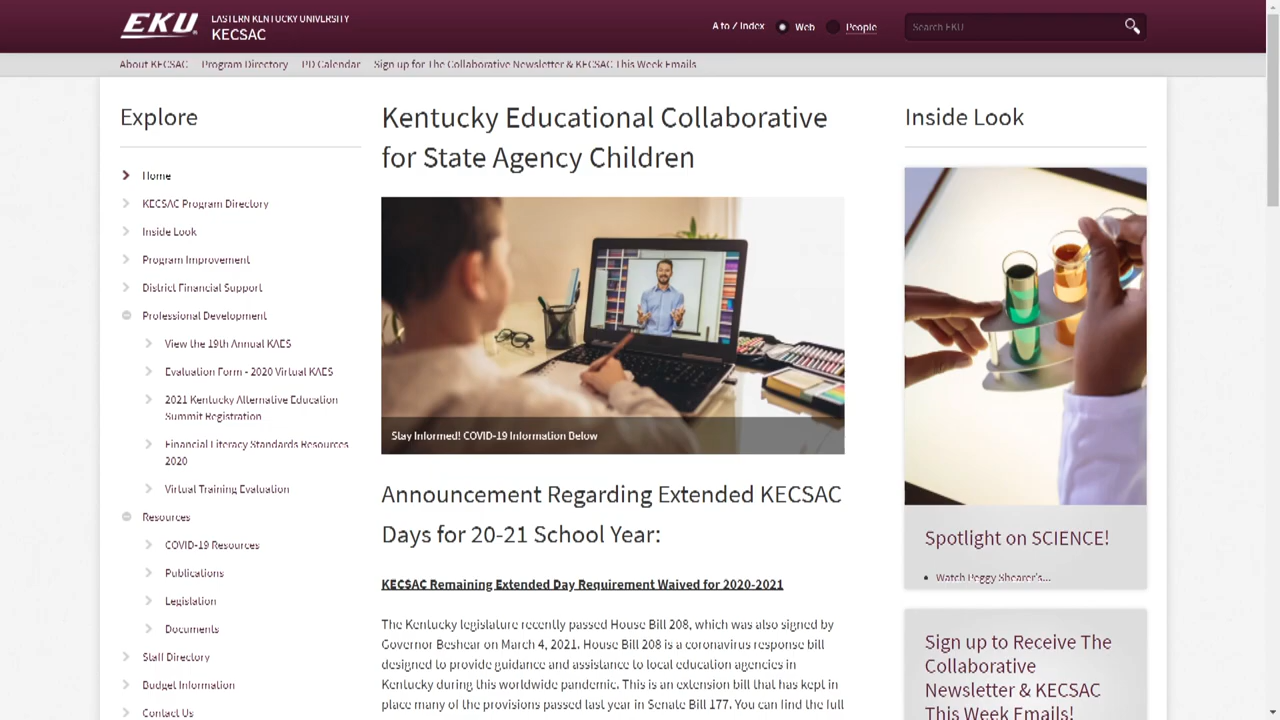 EKU
EASTERN KENTUCKY UNIVERSITY
KECSAC
A to Z Index
Web
People
Search EKU
About KECSAC
Program Directory
PD Calendar
Sign up for The Collaborative Newsletter & KECSAC This Week Emails
Explore
Home
KECSAC Program Directory
Inside Look
Program Improvement
District Financial Support
Professional Development
View the 19th Annual KAES
Evaluation Form - 2020 Virtual KAES
2021 Kentucky Alternative Education
Summit Registration
Financial Literacy Standards Resources
2020
Virtual Training Evaluation
Resources
COVID-19 Resources
Publications
Legislation
Documents
Staff Directory
Budget Information
Contact Us
Kentucky Educational Collaborative
for State Agency Children
Stay Informed! COVID-19 Information Below
Announcement Regarding Extended KECSAC
Days for 20-21 School Year:
KECSAC Remaining Extended Day Requirement Waived for 2020-2021
The Kentucky legislature recently passed House Bill 208, which was also signed by
Governor Beshear on March 4, 2021. House Bill 208 is a coronavirus response bill
designed to provide guidance and assistance to local education agencies in
Kentucky during this worldwide pandemic. This is an extension bill that has kept in
place many of the provisions passed last year in Senate Bill 177. You can find the full
Inside Look
Spotlight on SCIENCE!
• Watch Peggy Shearer's...
Sign up to Receive The
Collaborative
Newsletter & KECSAC
This Week Emails!